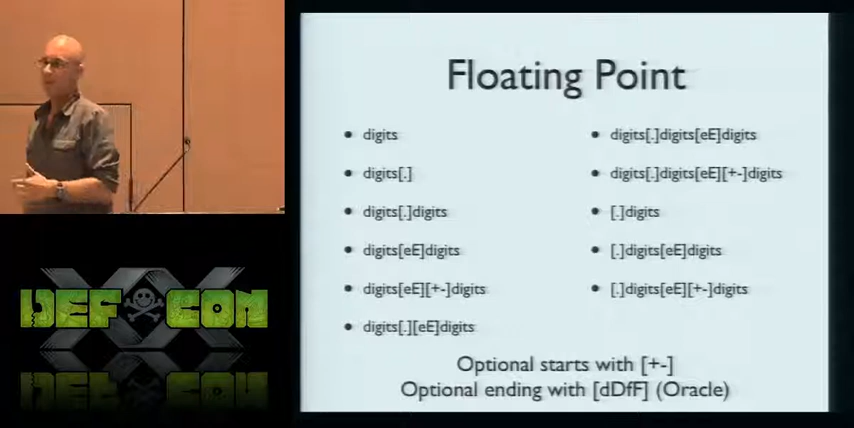 Floating Point
• digits
• digits[.]
• digits[.]digits
• digits[eE]digits
• digits[eE][+-]digits
• digits[.][eE]digits
• digits[.]digits[eE]digits
• digits[.]digits[eE][+-]digits
• [.]digits
• [.]digits[eE]digits
• [.]digits[eE][+-]digits
Optional starts with [+-]
Optional ending with [dDfF] (Oracle)
XX
DEF CON